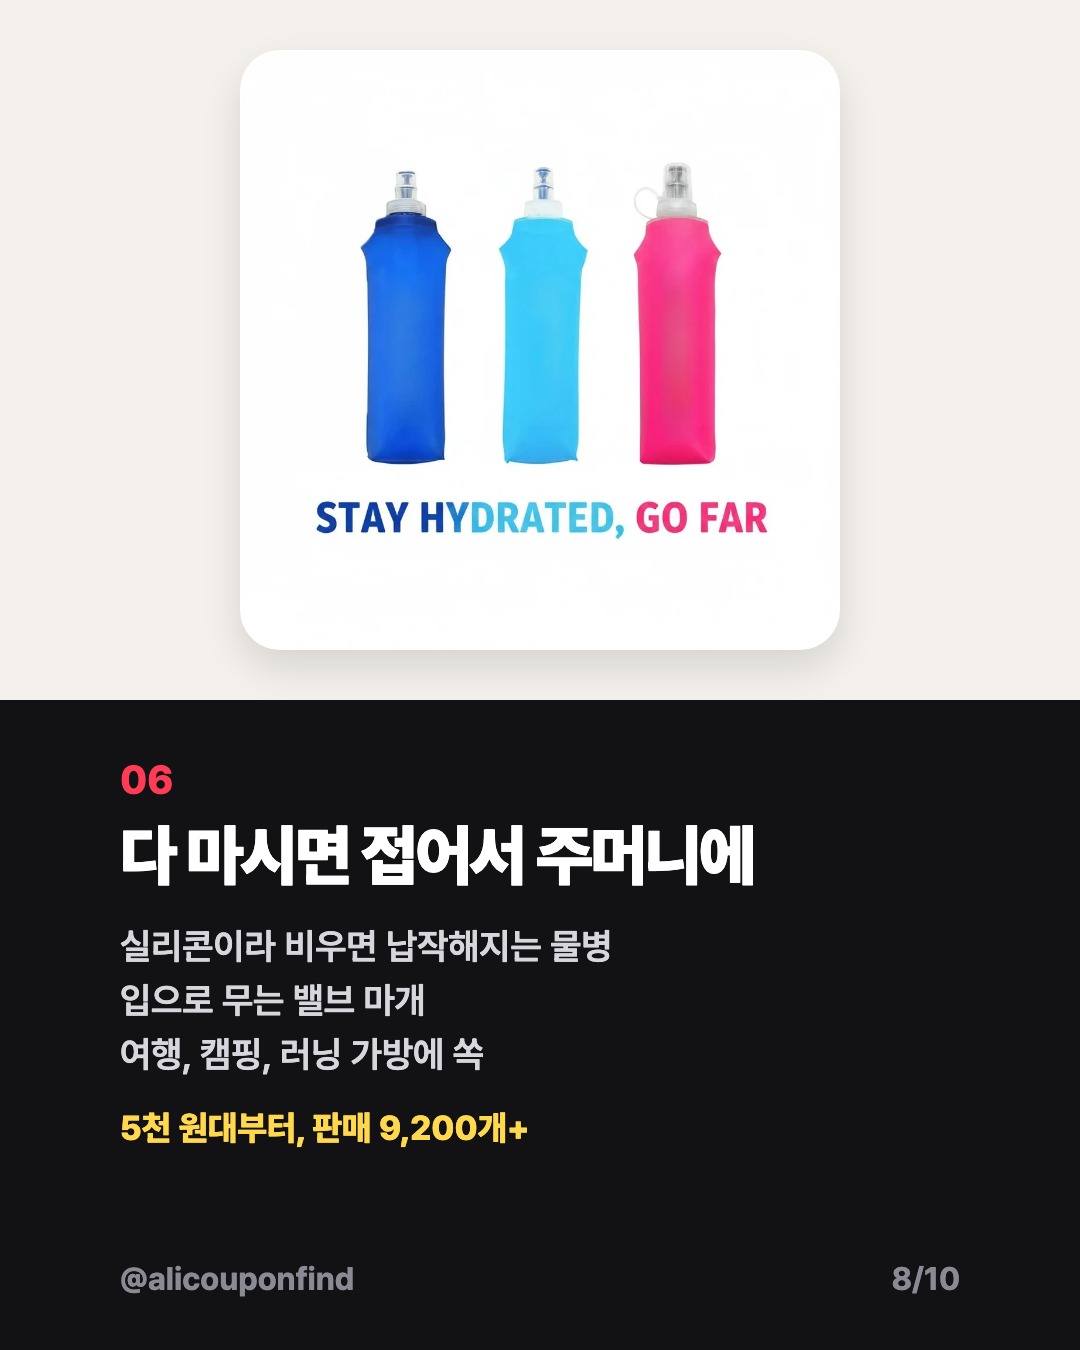 STAY HYDRATED, GO FAR
06
다 마시면 접어서 주머니에
실리콘이라 비우면 납작해지는 물병
입으로 무는 밸브 마개
여행, 캠핑, 러닝 가방에 쏙
5천 원대부터, 판매 9,200개+
@alicouponfind
8/10